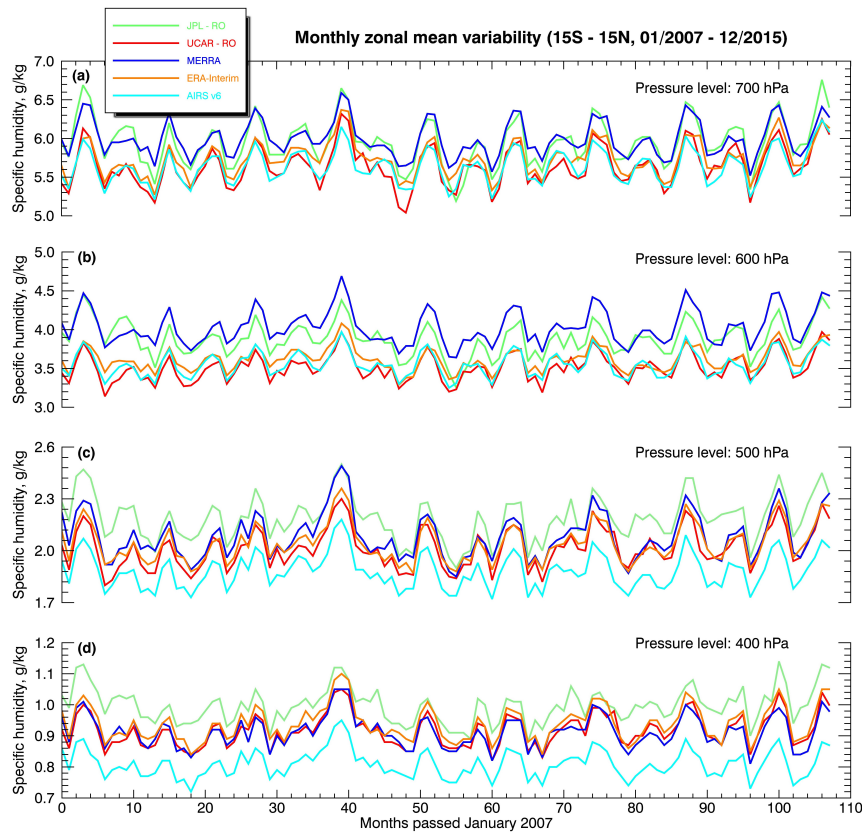 JPL - RO
UCAR - RO
MERRA
ERA-Interim
AIRS v6
Monthly zonal mean variability (15S - 15N, 01/2007 - 12/2015)
(a)
Pressure level: 700 hPa
Specific humidity, g/kg
7.0
6.5
6.0
5.5
5.0
(b)
Pressure level: 600 hPa
Specific humidity, g/kg
5.0
4.5
4.0
3.5
3.0
(c)
Pressure level: 500 hPa
Specific humidity, g/kg
2.6
2.3
2.0
1.7
(d)
Pressure level: 400 hPa
Specific humidity, g/kg
1.2
1.1
1.0
0.9
0.8
0.7
0 10 20 30 40 50 60 70 80 90 100 110
Months passed January 2007